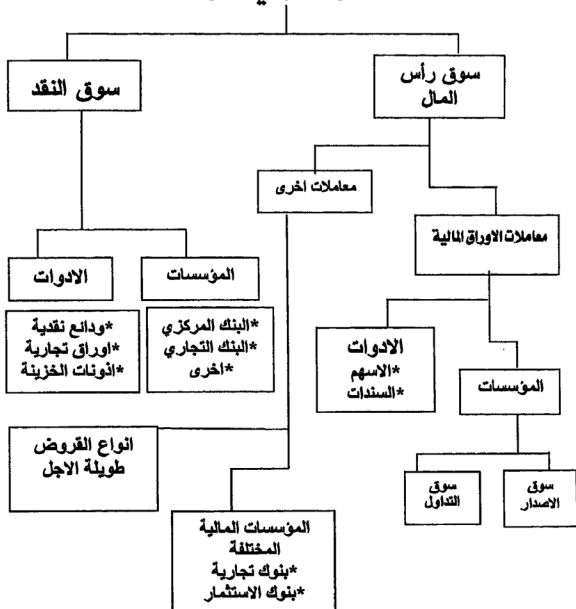 سوق رأس
المال
سوق النقد
معاملات اخرى
معاملات الاوراق المالية
المؤسسات
الادوات
*البنك المركزي
*البنك التجاري
*اخرى
*ودائع نقدية
*اوراق تجارية
*اذونات الخزينة
الادوات
*الاسهم
*السندات
المؤسسات
انواع القروض
طويلة الاجل
سوق
الاصدار
سوق
التداول
المؤسسات المالية
المختلفة
*بنوك تجارية
*بنوك الاستثمار